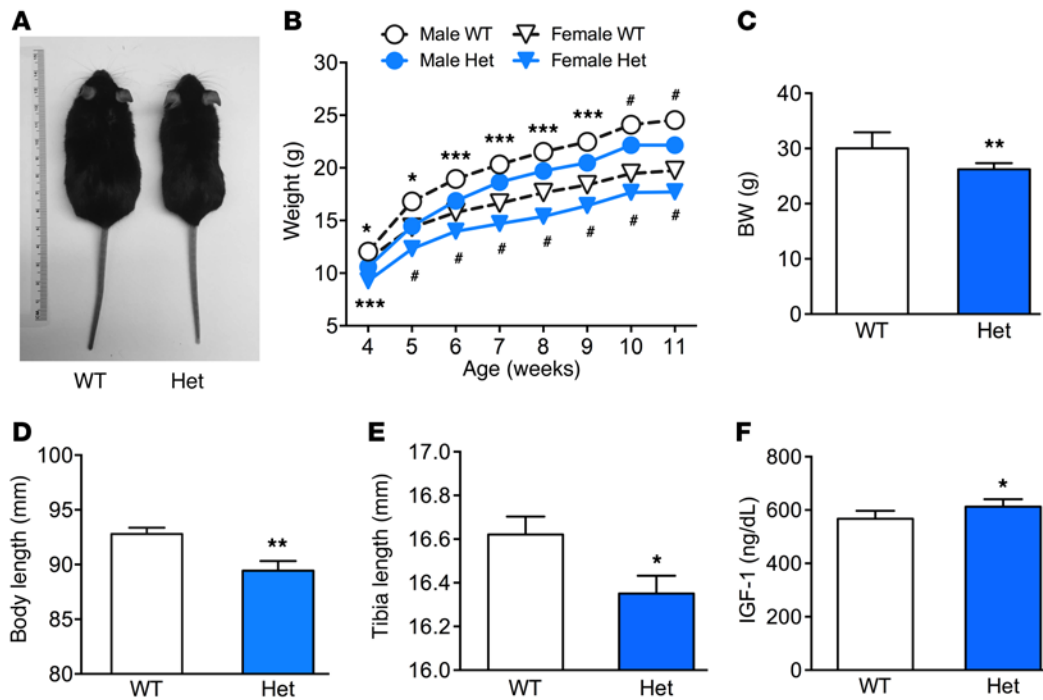 A
WT Het
B
Male WT Female WT
Male Het Female Het
Weight (g)
30
25
20
15
10
5
* * *** *** *** *** # #
*** # # # # # # #
4 5 6 7 8 9 10 11
Age (weeks)
C
BW (g)
40
30
20
10
0
**
WT Het
D
Body length (mm)
100
95
90
85
80
**
WT Het
E
Tibia length (mm)
17.0
16.8
16.6
16.4
16.2
16.0
*
WT Het
F
IGF-1 (ng/dL)
800
600
400
200
0
*
WT Het